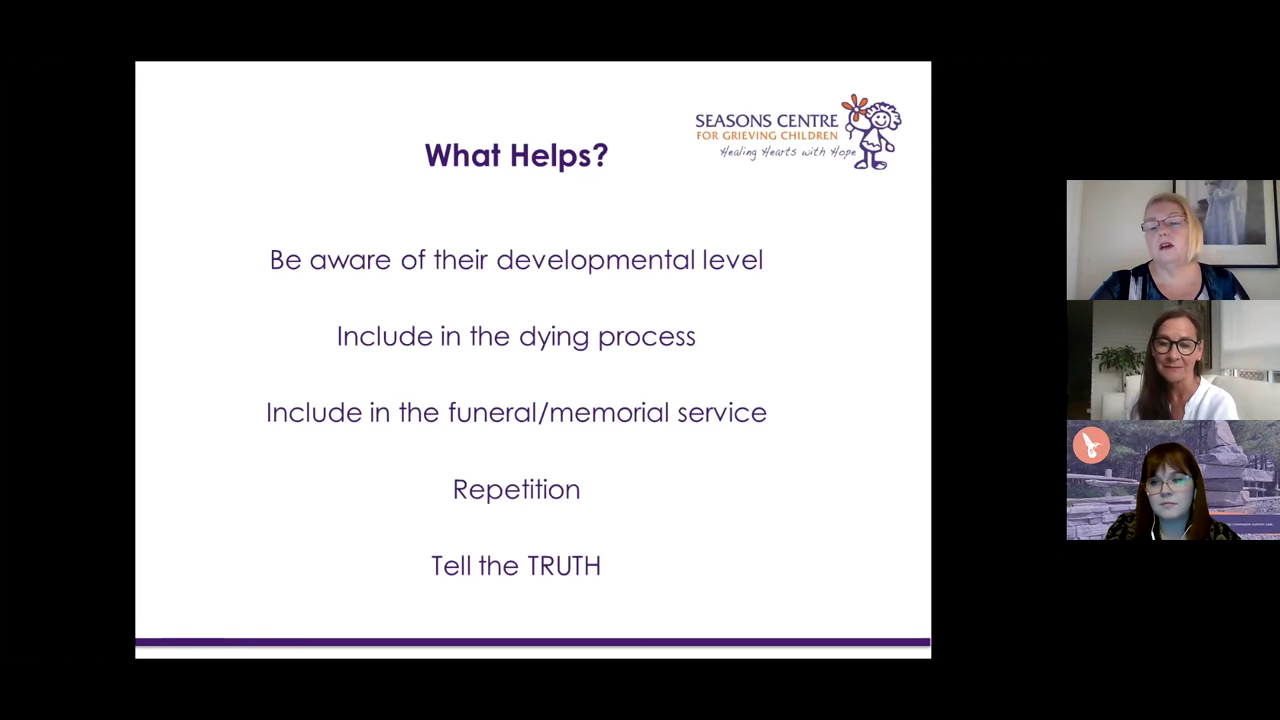 SEASONS CENTRE
FOR GRIEVING CHILDREN
Healing Hearts with Hope
What Helps?
Be aware of their developmental level
Include in the dying process
Include in the funeral/memorial service
Repetition
Tell the TRUTH